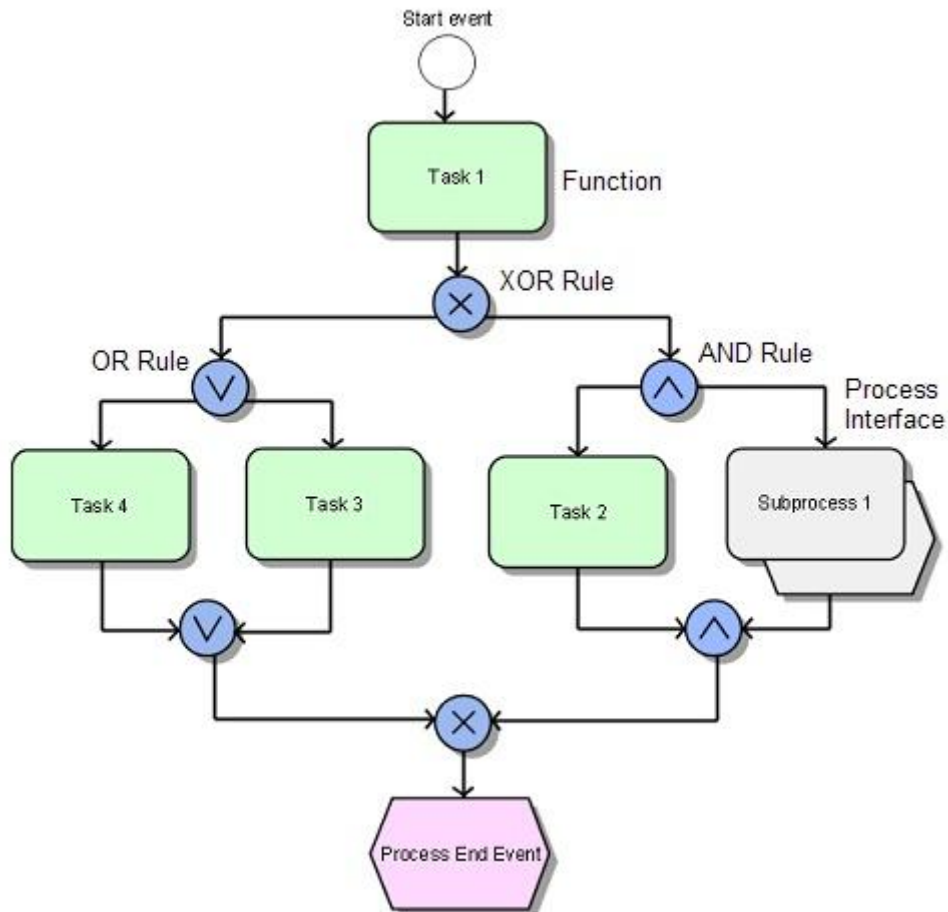 Start event
Task 1
Function
XOR Rule
OR Rule
AND Rule
Process
Interface
Task 4
Task 3
Task 2
Subprocess 1
Process End Event